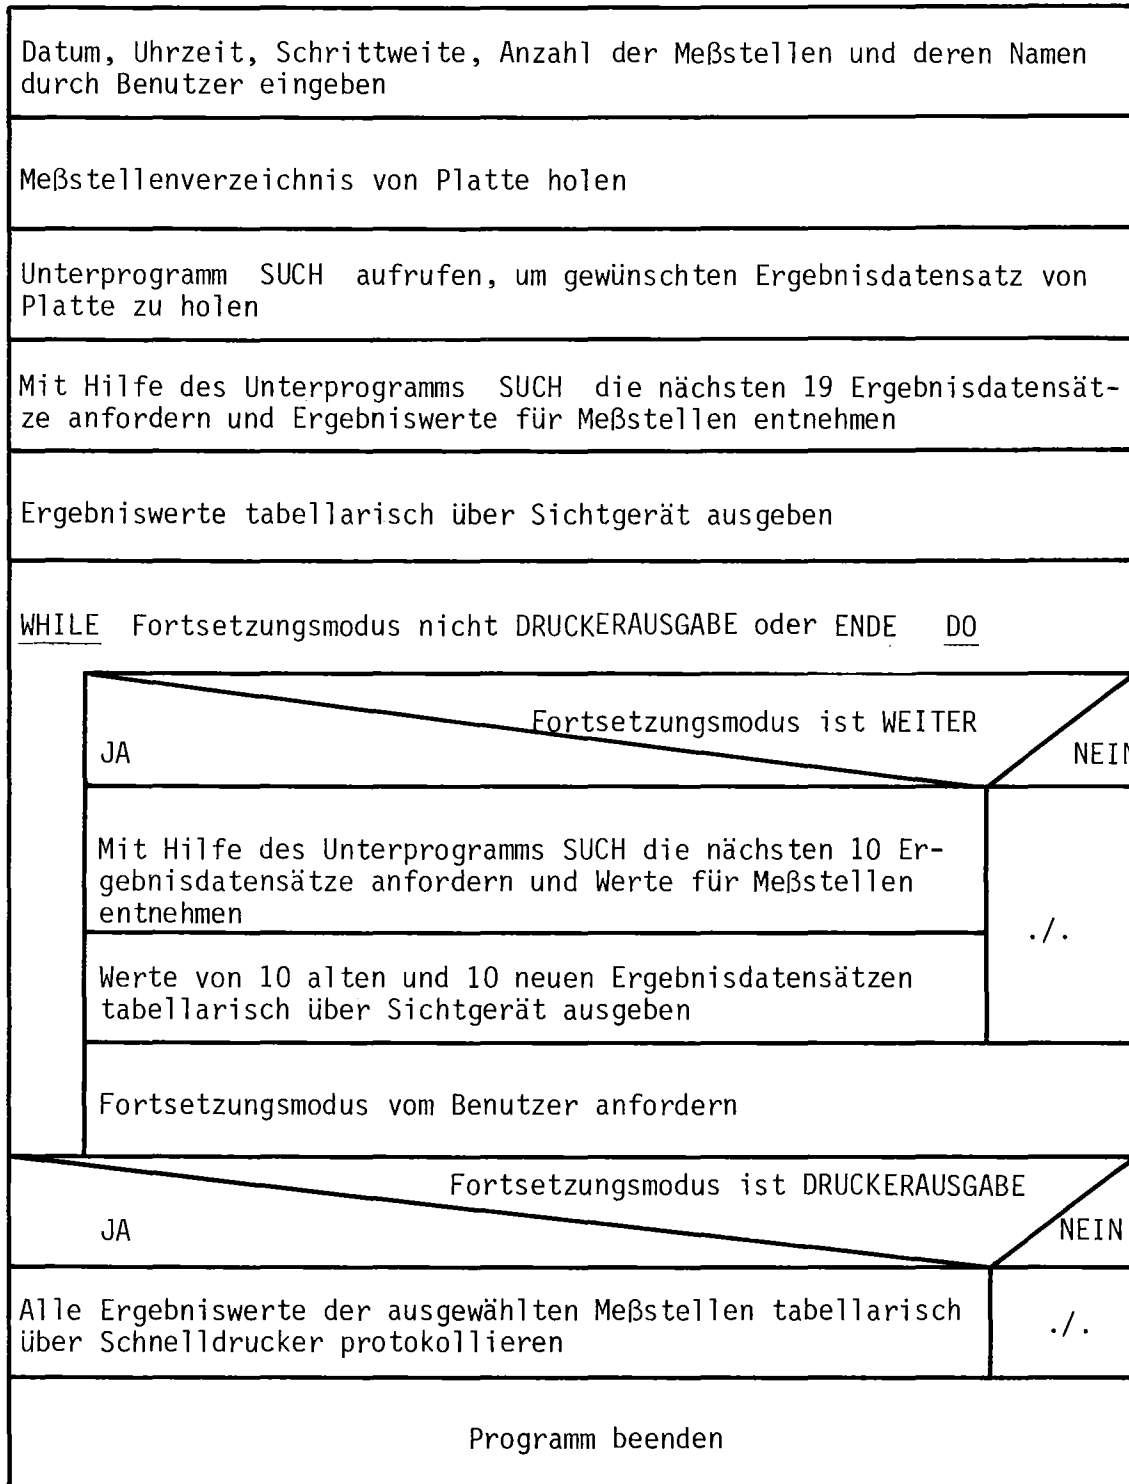 Datum, Uhrzeit, Schrittweite, Anzahl der Meßstellen und deren Namen
durch Benutzer eingeben
Meßstellenverzeichnis von Platte holen
Unterprogramm SUCH aufrufen, um gewünschten Ergebnisdatensatz von
Platte zu holen
Mit Hilfe des Unterprogramms SUCH die nächsten 19 Ergebnisdatensät-
ze anfordern und Ergebniswerte für Meßstellen entnehmen
Ergebniswerte tabellarisch über Sichtgerät ausgeben
WHILE Fortsetzungsmodus nicht DRUCKERAUSGABE oder ENDE DO
Fortsetzungsmodus ist WEITER
JA NEIN
Mit Hilfe des Unterprogramms SUCH die nächsten 10 Er-
gebnisdatensätze anfordern und Werte für Meßstellen
entnehmen
./.
Werte von 10 alten und 10 neuen Ergebnisdatensätzen
tabellarisch über Sichtgerät ausgeben
Fortsetzungsmodus vom Benutzer anfordern
Fortsetzungsmodus ist DRUCKERAUSGABE
JA NEIN
Alle Ergebniswerte der ausgewählten Meßstellen tabellarisch
über Schnelldrucker protokollieren
./.
Programm beenden